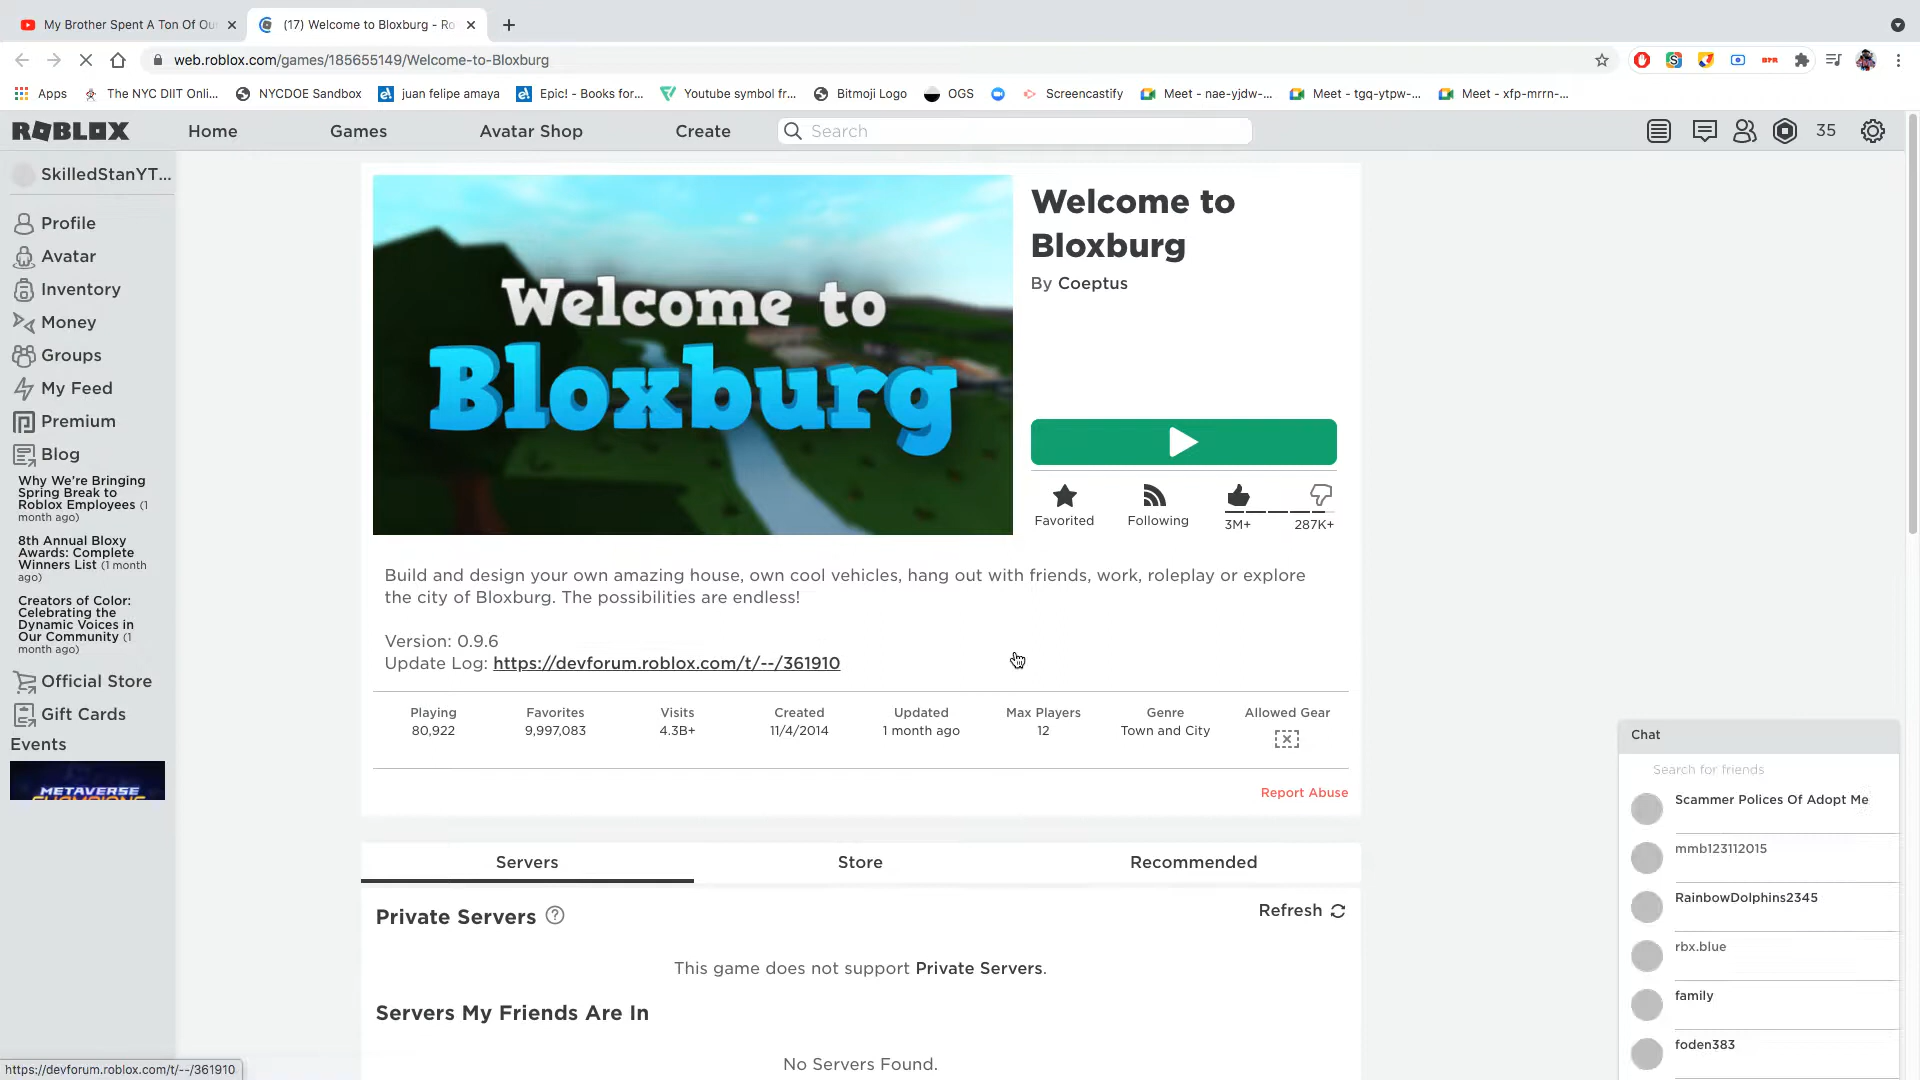 My Brother Spent A Ton Of Ou
(17) Welcome to Bloxburg - Ro
web.roblox.com/games/185655149/Welcome-to-Bloxburg
Apps
The NYC DIIT Onli...
NYCDOE Sandbox
juan felipe amaya
Epic! - Books for...
Youtube symbol fr...
Bitmoji Logo
OGS
Screencastify
Meet - nae-yjdw-...
Meet - tgq-ytpw-...
Meet - xfp-mrrn-...
ROBLOX
Home
Games
Avatar Shop
Create
Search
35
SkilledStanYT...
Profile
Avatar
Inventory
Money
Groups
My Feed
Premium
Blog
Why We're Bringing
Spring Break to
Roblox Employees (1
month ago)
8th Annual Bloxy
Awards: Complete
Winners List (1 month
ago)
Creators of Color:
Celebrating the
Dynamic Voices in
Our Community (1
month ago)
Official Store
Gift Cards
Events
METAVERSE
CHAMPIONS
Welcome to
Bloxburg
Welcome to
Bloxburg
By Coeptus
Favorited
Following
3M+
287K+
Build and design your own amazing house, own cool vehicles, hang out with friends, work, roleplay or explore
the city of Bloxburg. The possibilities are endless!
Version: 0.9.6
Update Log: https://devforum.roblox.com/t/--/361910
Playing
80,922
Favorites
9,997,083
Visits
4.3B+
Created
11/4/2014
Updated
1 month ago
Max Players
12
Genre
Town and City
Allowed Gear
Report Abuse
Servers
Store
Recommended
Private Servers
Refresh
This game does not support Private Servers.
Servers My Friends Are In
No Servers Found.
Chat
Search for friends
Scammer Polices Of Adopt Me
mmb123112015
RainbowDolphins2345
rbx.blue
family
foden383
https://devforum.roblox.com/t/--/361910